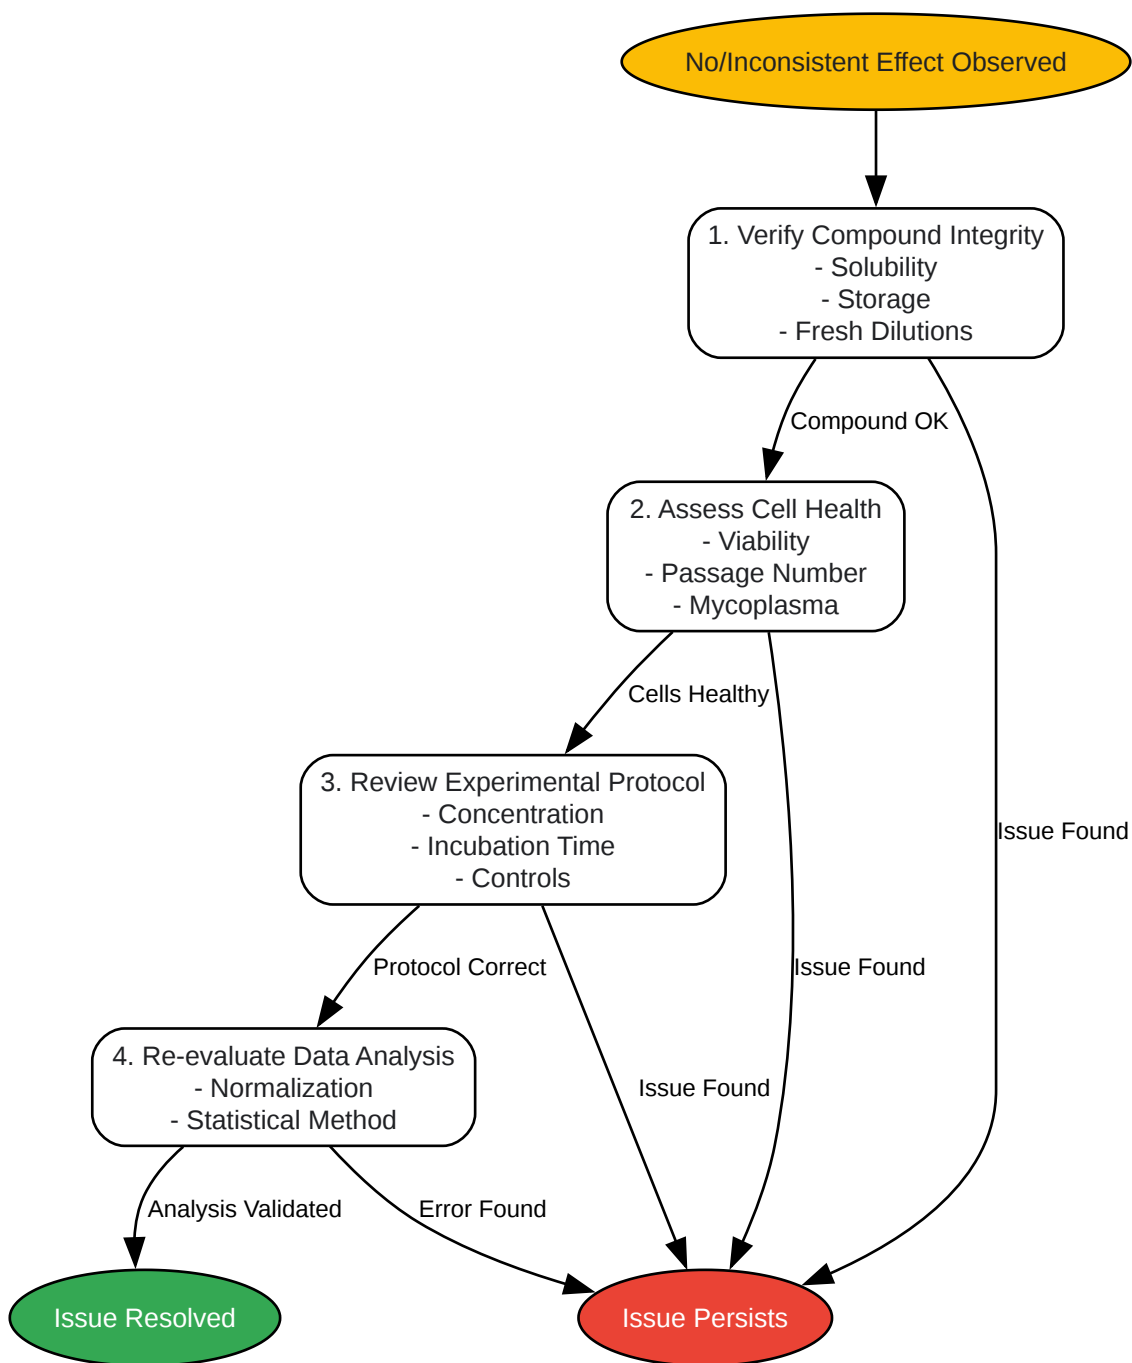 No/Inconsistent Effect Observed
1. Verify Compound Integrity
- Solubility
- Storage
- Fresh Dilutions
Compound OK
2. Assess Cell Health
- Viability
- Passage Number
- Mycoplasma
Cells Healthy
3. Review Experimental Protocol
- Concentration
- Incubation Time
- Controls
Issue Found
Protocol Correct
Issue Found
4. Re-evaluate Data Analysis
- Normalization
- Statistical Method
Issue Found
Analysis Validated
Error Found
Issue Resolved
Issue Persists